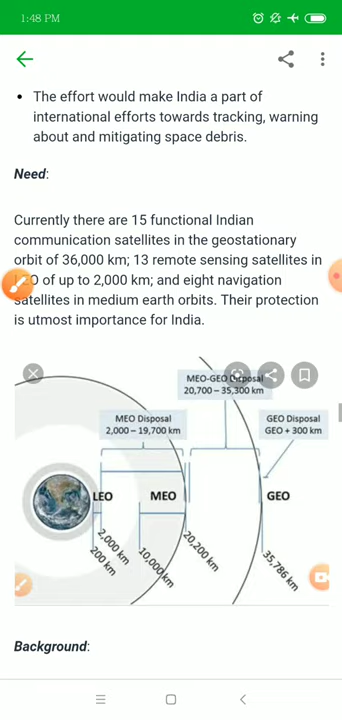 1:48 PM
• The effort would make India a part of
international efforts towards tracking, warning
about and mitigating space debris.
Need:
Currently there are 15 functional Indian
communication satellites in the geostationary
orbit of 36,000 km; 13 remote sensing satellites in
of up to 2,000 km; and eight navigation
satellites in medium earth orbits. Their protection
is utmost importance for India.
MEO-GEO Disposal
20,700 – 35,300 km
MEO Disposal
2,000 – 19,700 km
GEO Disposal
GEO + 300 km
LEO
MEO
GEO
2,000 km
200 km
10,000 km
20,200 km
35,786 km
Background: